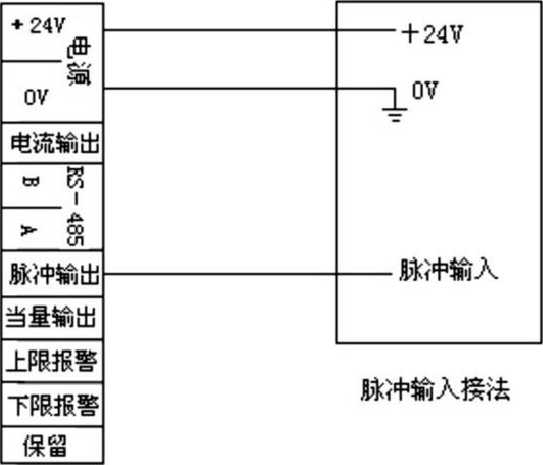 +24V
电源
0V
电流输出
B
RS-485
A
脉冲输出
当量输出
上限报警
下限报警
保留
+24V
0V
脉冲输入
脉冲输入接法